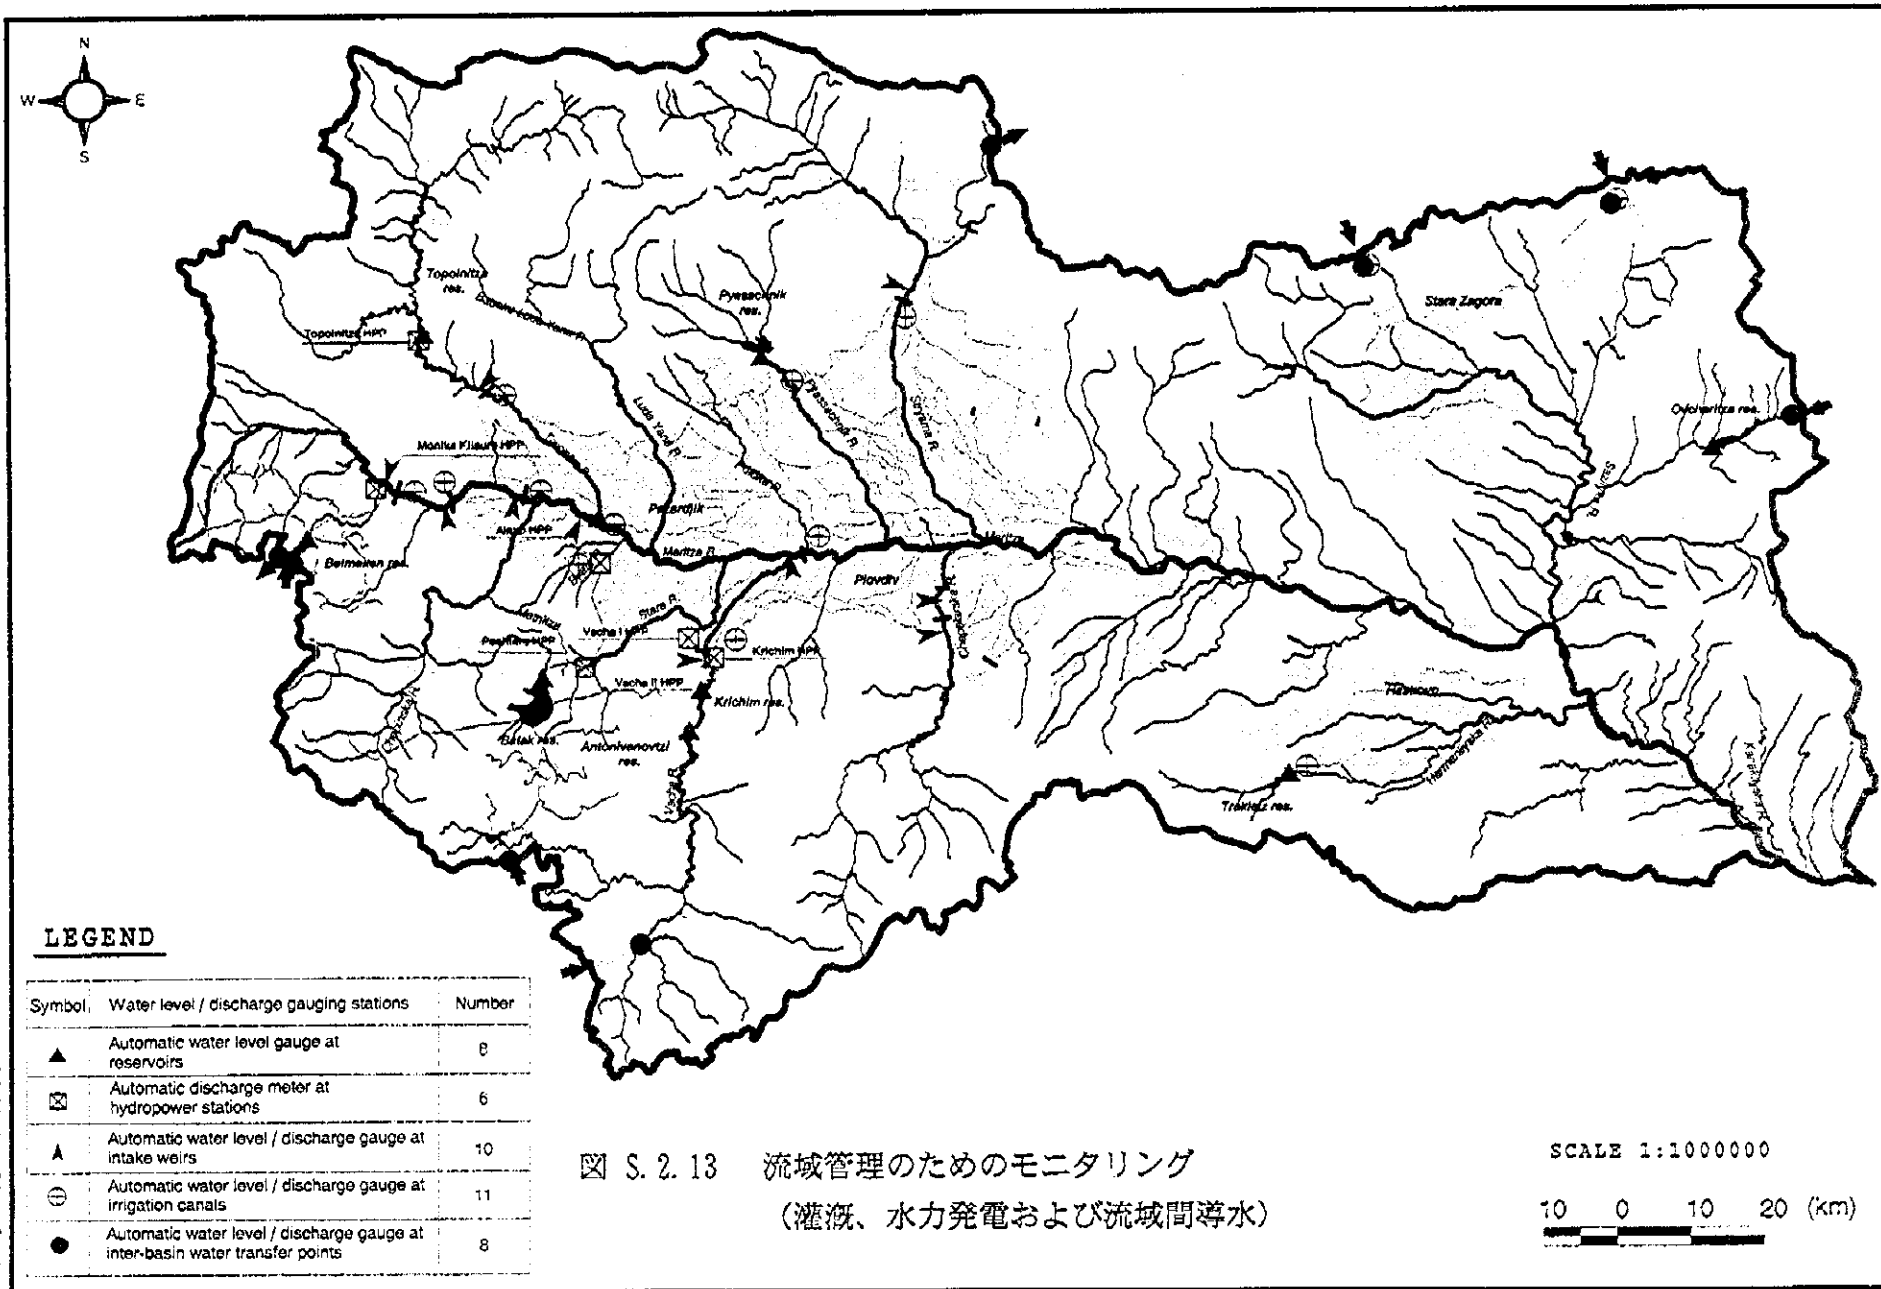 N
W E
S
Topolnitza
res.
Topolnitza HPP
Pyassachnik
res.
Stara Zagora
Ovcharitza res.
Luda Yana R.
Pyassachnik R.
Stryama R.
Sazliyka R.
Momina Klisura HPP
Pazardjik
Aleko HPP
Maritza R.
Maritza
Belmeken res.
Plovdiv
Stara R.
Vacha I HPP
Peshtera HPP
Krichim HPP
Vacha II HPP
Krichim res.
Batak res.
Antonivanovtzi
res.
Vacha R.
Haskovo
Harmanliyska R.
Trakietz res.
LEGEND
Symbol Water level / discharge gauging stations Number
Automatic water level gauge at
reservoirs 8
Automatic discharge meter at
hydropower stations 6
Automatic water level / discharge gauge at
intake weirs 10
Automatic water level / discharge gauge at
irrigation canals 11
Automatic water level / discharge gauge at
inter-basin water transfer points 8
図 S.2.13 流域管理のためのモニタリング
(灌漑、水力発電および流域間導水)
SCALE 1:1000000
10 0 10 20 (km)